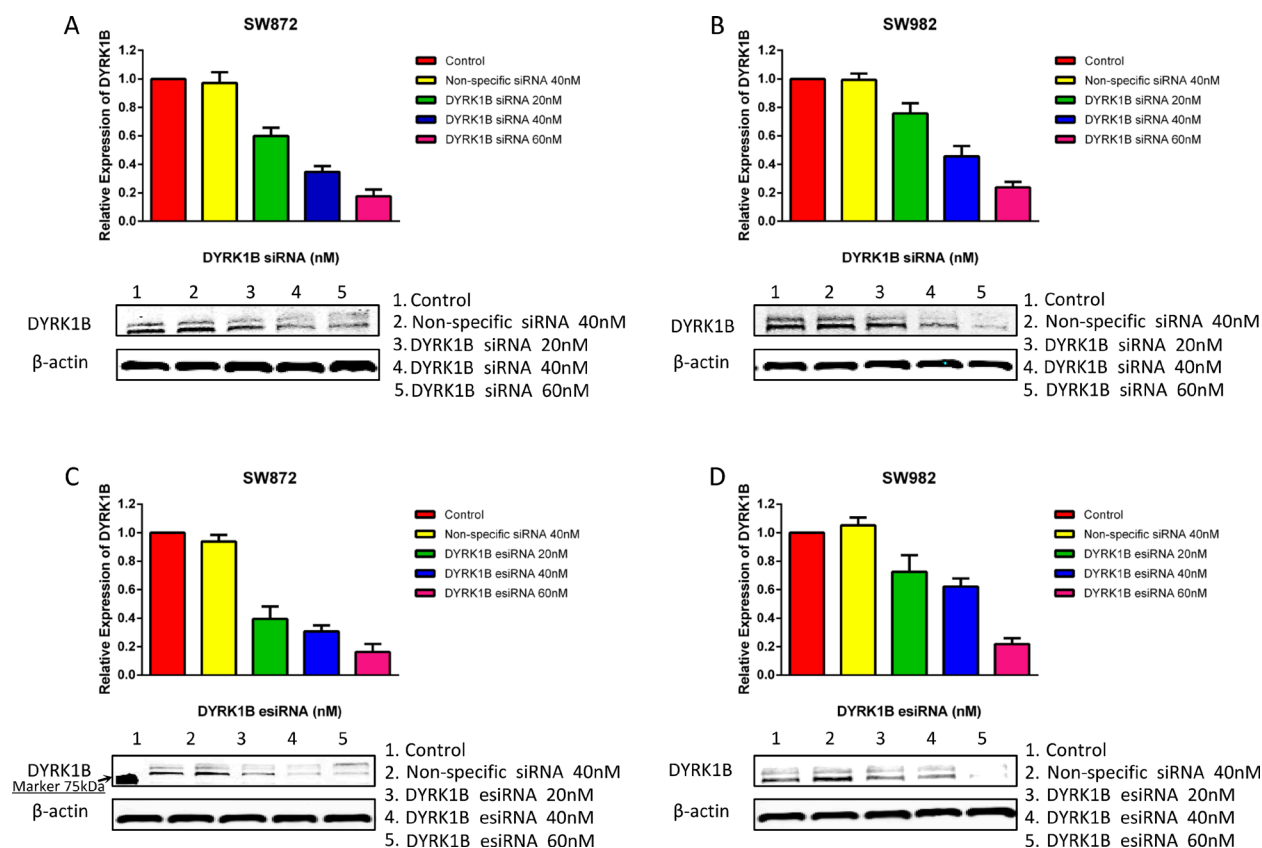 A
SW872
Relative Expression of DYRK1B
1.2
1.0
0.8
0.6
0.4
0.2
0.0
Control
Non-specific siRNA 40nM
DYRK1B siRNA 20nM
DYRK1B siRNA 40nM
DYRK1B siRNA 60nM
DYRK1B siRNA (nM)
1 2 3 4 5
DYRK1B
β-actin
1. Control
2. Non-specific siRNA 40nM
3. DYRK1B siRNA 20nM
4. DYRK1B siRNA 40nM
5. DYRK1B siRNA 60nM
B
SW982
Relative Expression of DYRK1B
1.2
1.0
0.8
0.6
0.4
0.2
0.0
Control
Non-specific siRNA 40nM
DYRK1B siRNA 20nM
DYRK1B siRNA 40nM
DYRK1B siRNA 60nM
DYRK1B siRNA (nM)
1 2 3 4 5
DYRK1B
β-actin
1. Control
2. Non-specific siRNA 40nM
3. DYRK1B siRNA 20nM
4. DYRK1B siRNA 40nM
5. DYRK1B siRNA 60nM
C
SW872
Relative Expression of DYRK1B
1.2
1.0
0.8
0.6
0.4
0.2
0.0
Control
Non-specific siRNA 40nM
DYRK1B esiRNA 20nM
DYRK1B esiRNA 40nM
DYRK1B esiRNA 60nM
DYRK1B esiRNA (nM)
1 2 3 4 5
DYRK1B
Marker 75kDa
β-actin
1. Control
2. Non-specific siRNA 40nM
3. DYRK1B esiRNA 20nM
4. DYRK1B esiRNA 40nM
5. DYRK1B esiRNA 60nM
D
SW982
Relative Expression of DYRK1B
1.2
1.0
0.8
0.6
0.4
0.2
0.0
Control
Non-specific siRNA 40nM
DYRK1B esiRNA 20nM
DYRK1B esiRNA 40nM
DYRK1B esiRNA 60nM
DYRK1B esiRNA (nM)
1 2 3 4 5
DYRK1B
β-actin
1. Control
2. Non-specific siRNA 40nM
3. DYRK1B esiRNA 20nM
4. DYRK1B esiRNA 40nM
5. DYRK1B esiRNA 60nM